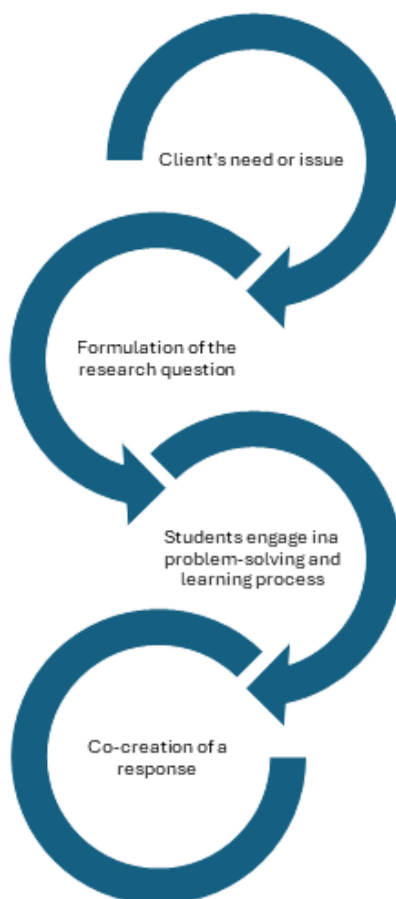 Client's need or issue
Formulation of the
research question
Students engage ina
problem-solving and
learning process
Co-creation of a
response